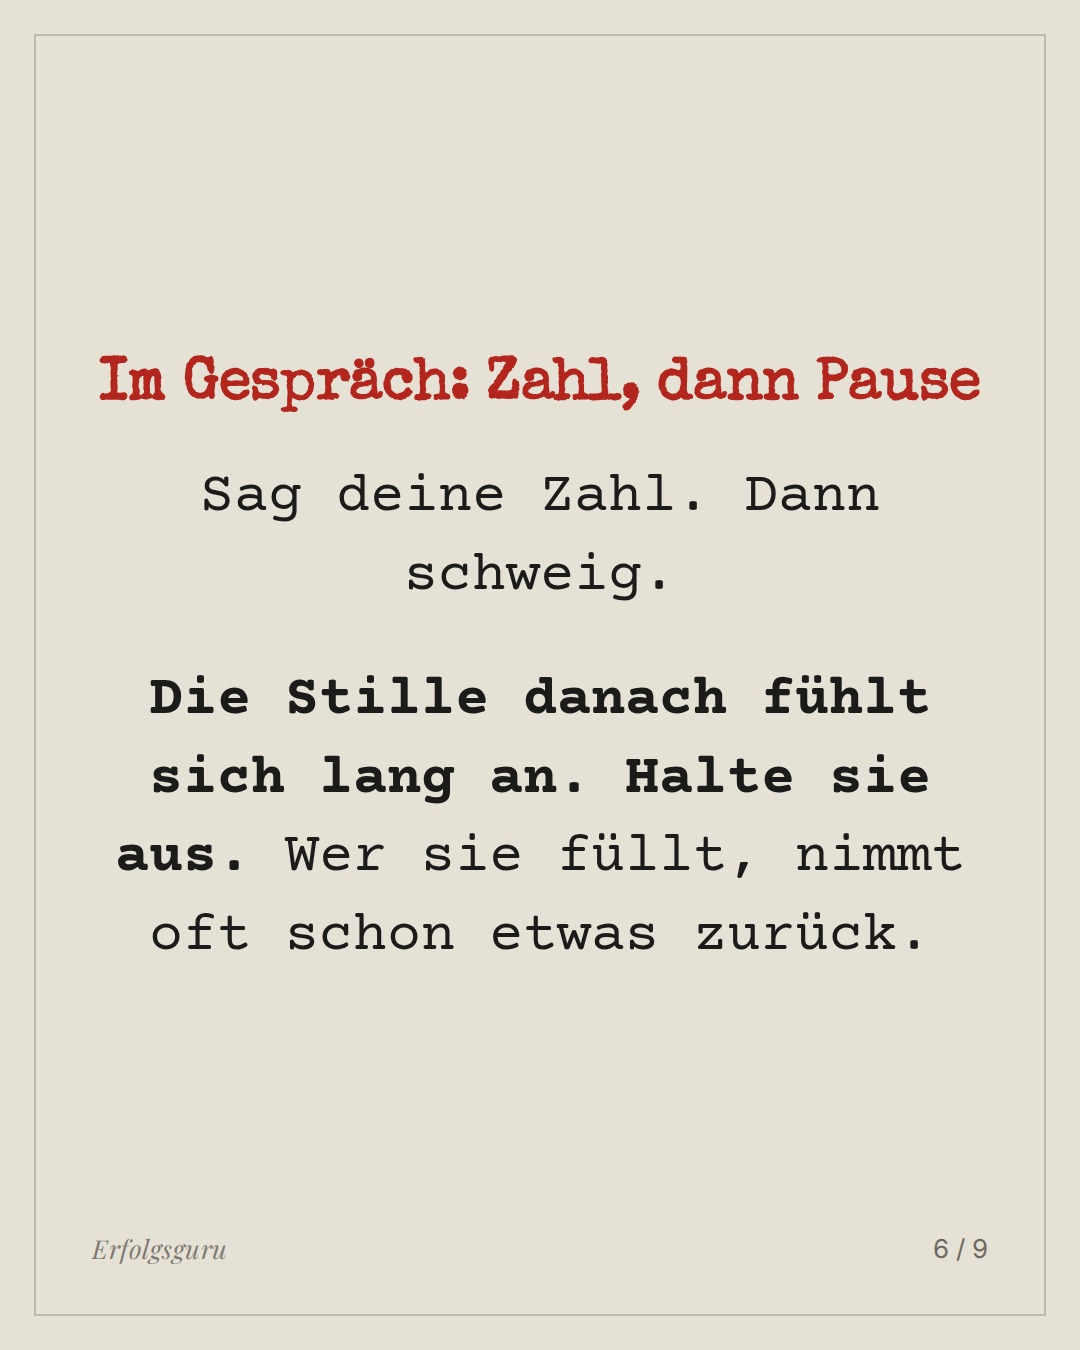 Im Gespräch: Zahl, dann Pause
Sag deine Zahl. Dann
schweig.
Die Stille danach fühlt
sich lang an. Halte sie
aus. Wer sie füllt, nimmt
oft schon etwas zurück.
Erfolgsguru
6 / 9